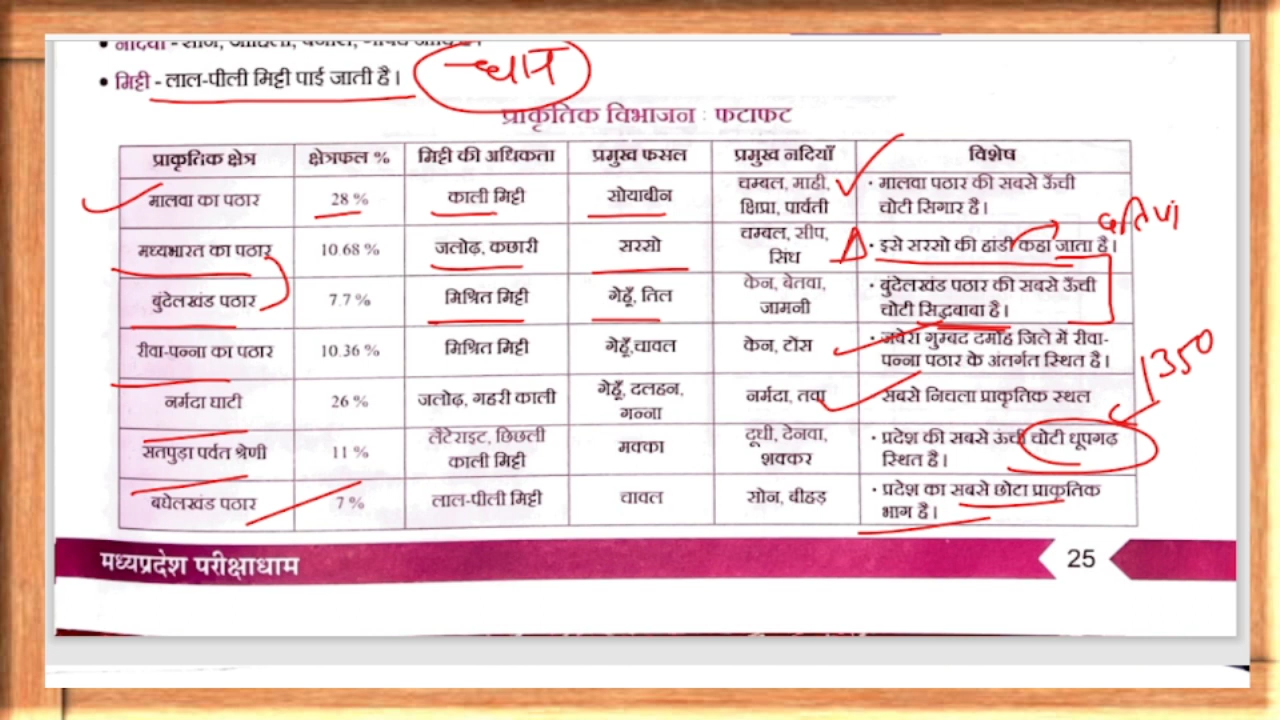 • मिट्टी - लाल-पीली मिट्टी पाई जाती है। धान
प्राकृतिक विभाजन : फटाफट
प्राकृतिक क्षेत्र क्षेत्रफल % मिट्टी की अधिकता प्रमुख फसल प्रमुख नदियाँ विशेष
मालवा का पठार 28 % काली मिट्टी सोयाबीन चम्बल, माही, • मालवा पठार की सबसे ऊँची
शिप्रा, पार्वती चोटी सिगार है।
दतिया
मध्यभारत का पठार 10.68 % जलोढ़, कछारी सरसो चम्बल, सीप, • इसे सरसो की हांडी कहा जाता है।
सिंध
बुंदेलखंड पठार 7.7 % मिश्रित मिट्टी गेहूँ, तिल केन, बेतवा, • बुंदेलखंड पठार की सबसे ऊँची
जामनी चोटी सिद्धबाबा है।
रीवा-पन्ना का पठार 10.36 % मिश्रित मिट्टी गेहूँ,चावल केन, टोंस • जबेरा गुम्बद दमोह जिले में रीवा-
पन्ना पठार के अंतर्गत स्थित है।
1350
नर्मदा घाटी 26 % जलोढ़, गहरी काली गेहूँ, दलहन, नर्मदा, तवा सबसे निचला प्राकृतिक स्थल
गन्ना
सतपुड़ा पर्वत श्रेणी 11 % लैटेराइट, छिछली मक्का दूधी, देनवा, • प्रदेश की सबसे ऊंची चोटी धूपगढ़
काली मिट्टी शक्कर स्थित है।
बघेलखंड पठार 7 % लाल-पीली मिट्टी चावल सोन, बीहड़ • प्रदेश का सबसे छोटा प्राकृतिक
भाग है।
मध्यप्रदेश परीक्षाधाम 25